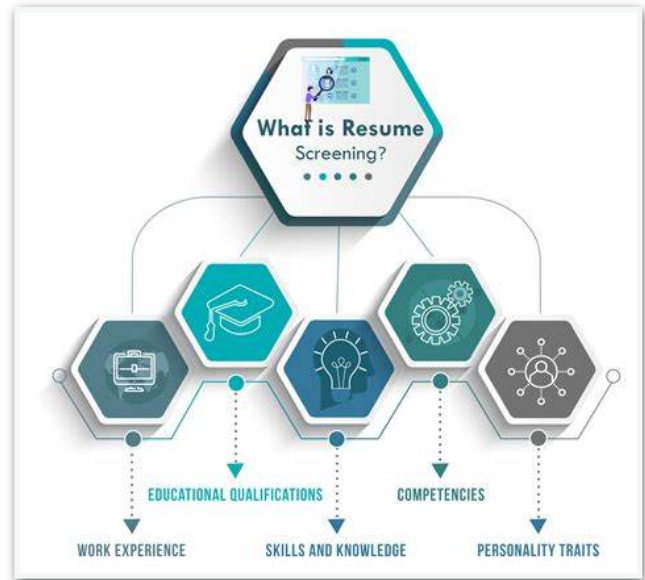 What is Resume
Screening?
EDUCATIONAL QUALIFICATIONS
COMPETENCIES
WORK EXPERIENCE
SKILLS AND KNOWLEDGE
PERSONALITY TRAITS